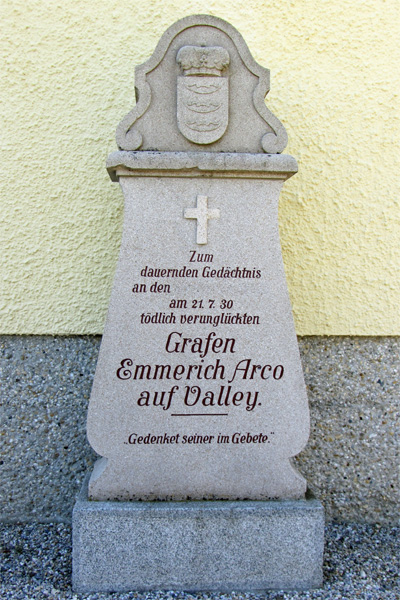 Zum
dauernden Gedächtnis
an den
am 21. 7. 30
tödlich verunglückten
Grafen
Emmerich Arco
auf Valley.
„Gedenket seiner im Gebete.“